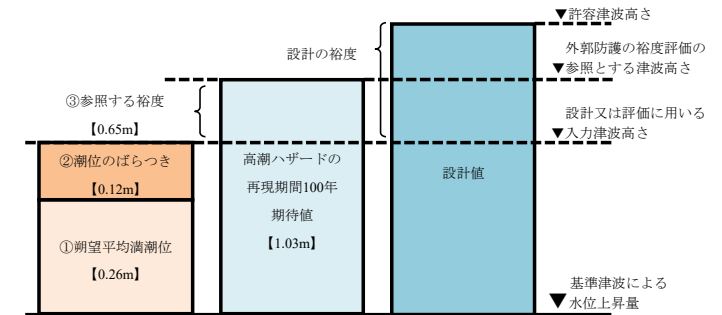 ▼許容津波高さ
設計の裕度
外郭防護の裕度評価の
▼参照とする津波高さ
③参照する裕度
【0.65m】
設計又は評価に用いる
▼入力津波高さ
②潮位のばらつき
【0.12m】
高潮ハザードの
再現期間100年
期待値
【1.03m】
設計値
①朔望平均満潮位
【0.26m】
基準津波による
▼水位上昇量